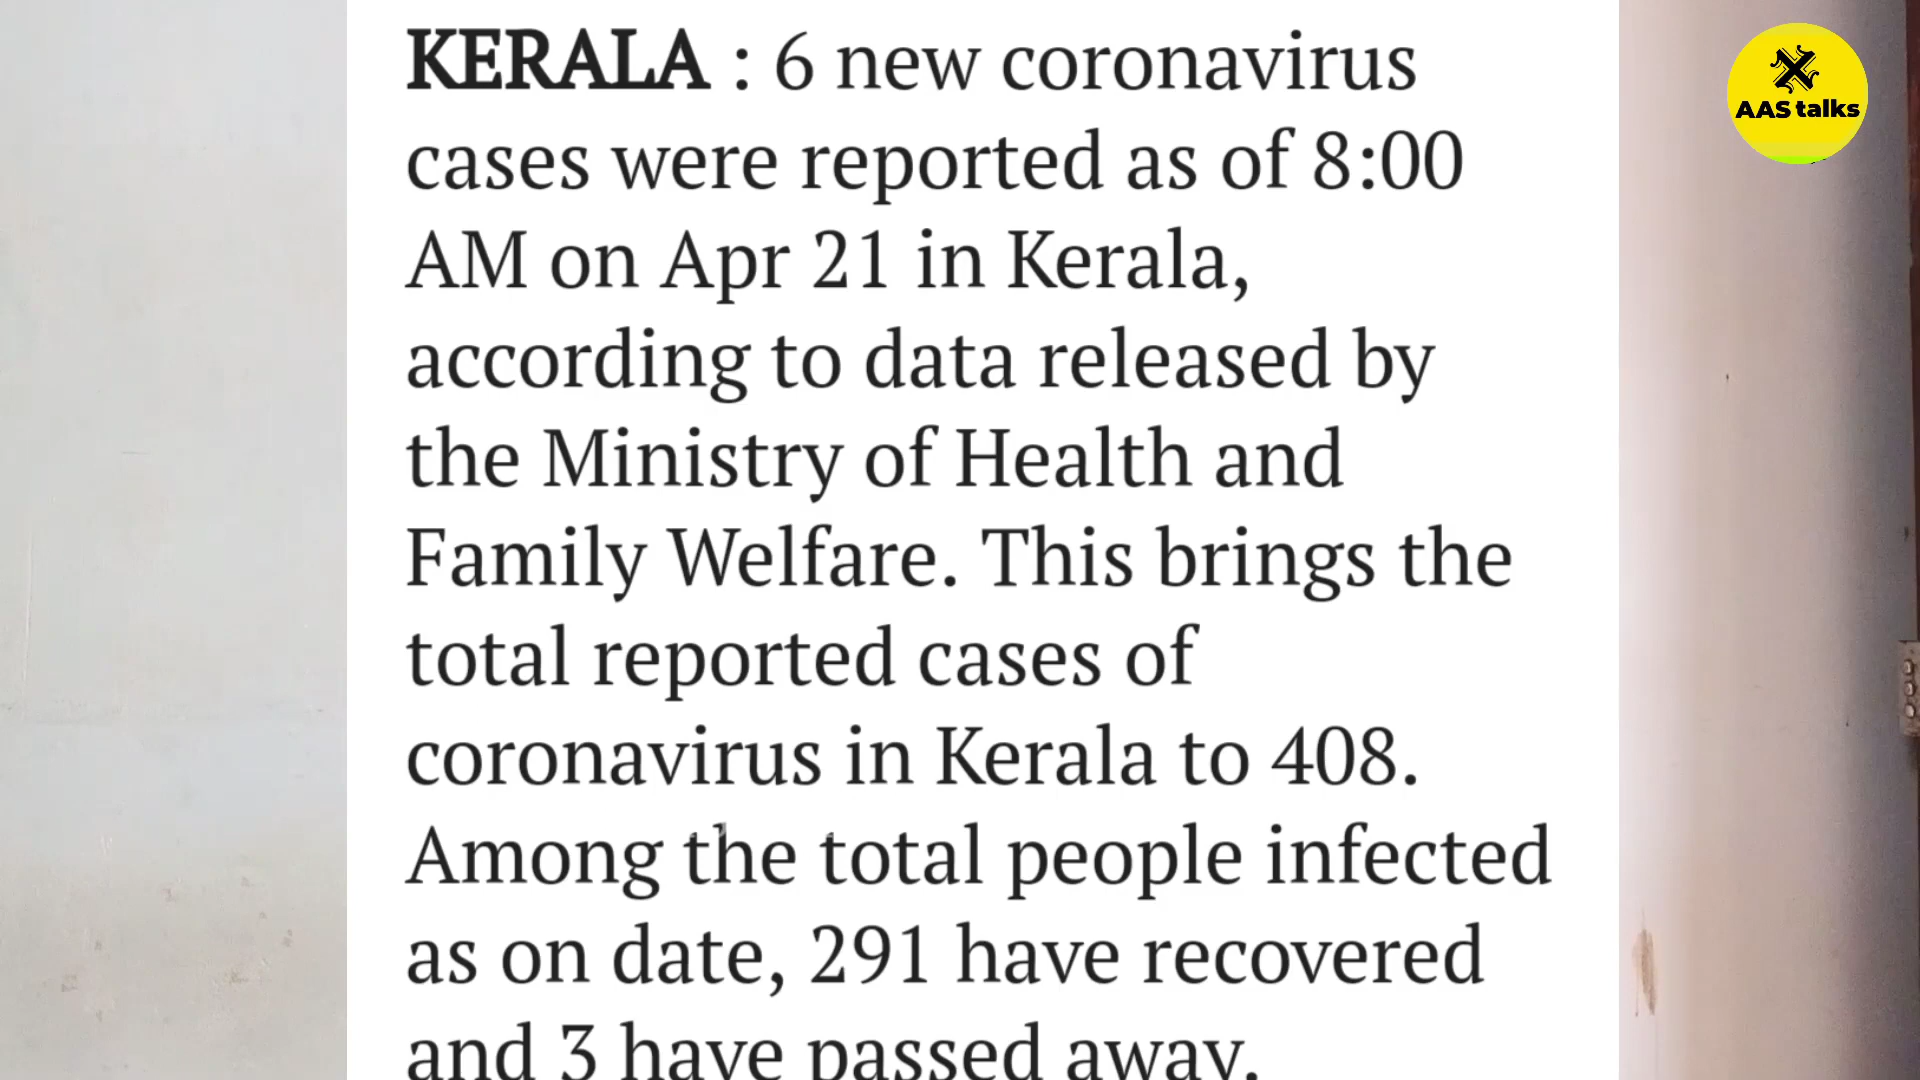 KERALA : 6 new coronavirus
cases were reported as of 8:00
AM on Apr 21 in Kerala,
according to data released by
the Ministry of Health and
Family Welfare. This brings the
total reported cases of
coronavirus in Kerala to 408.
Among the total people infected
as on date, 291 have recovered
and 3 have passed away.
AAS talks